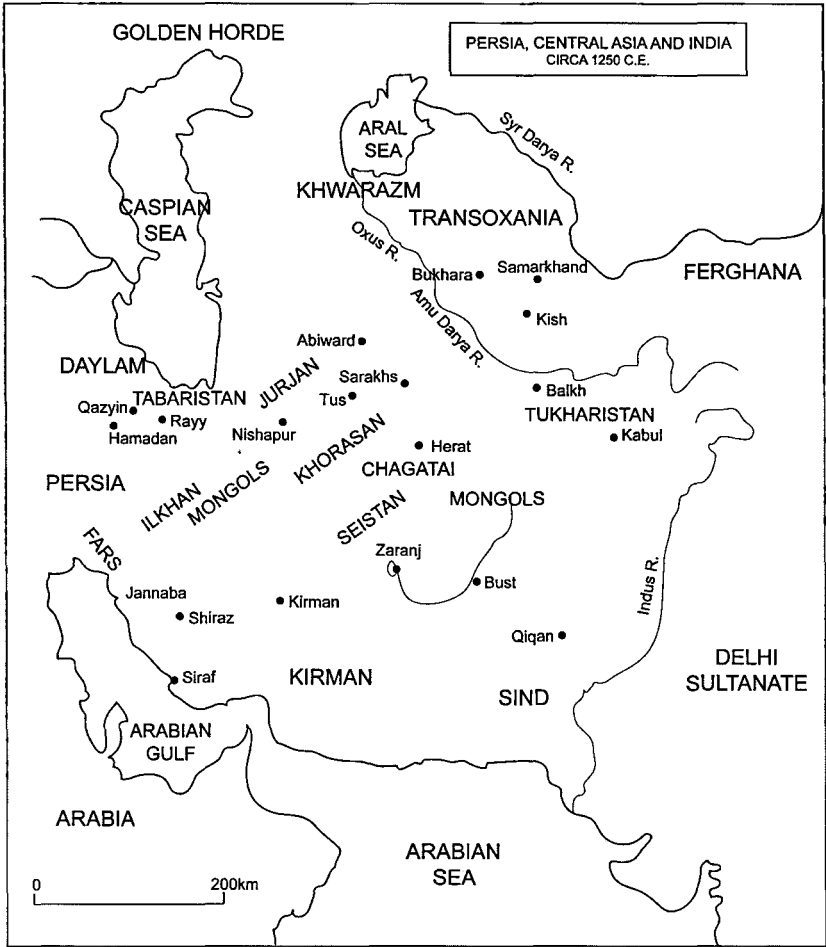 GOLDEN HORDE
PERSIA, CENTRAL ASIA AND INDIA
CIRCA 1250 C.E.
ARAL
SEA
Syr Darya R.
KHWARAZM
CASPIAN
SEA
TRANSOXANIA
Oxus R.
Bukhara
Samarkhand
FERGHANA
Amu Darya R.
Kish
Abiward
DAYLAM
JURJAN
Sarakhs
Balkh
TABARISTAN
Tus
Qazyin
Rayy
TUKHARISTAN
Hamadan
Nishapur
Kabul
KHORASAN
Herat
CHAGATAI
PERSIA
ILKHAN
MONGOLS
SEISTAN
MONGOLS
FARS
Zaranj
Bust
Indus R.
Jannaba
Kirman
Shiraz
Qiqan
DELHI
SULTANATE
Siraf
KIRMAN
SIND
ARABIAN
GULF
ARABIA
ARABIAN
SEA
0
200km